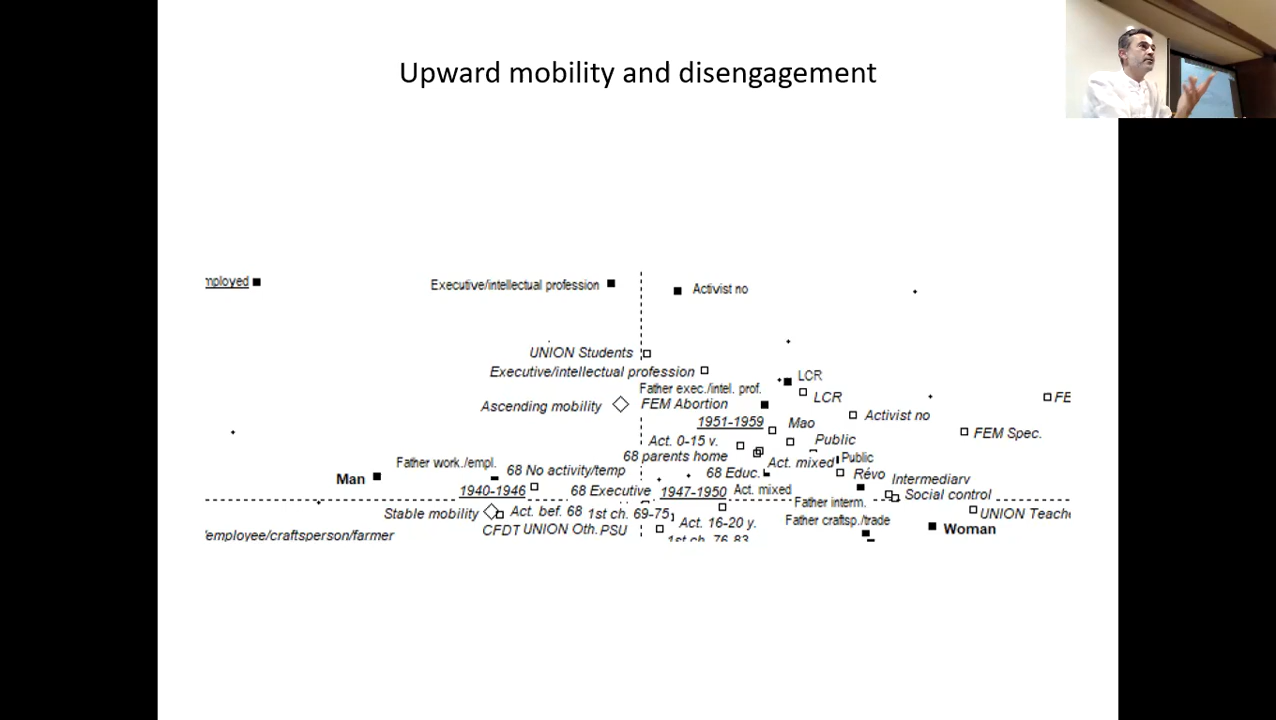 Upward mobility and disengagement
mployed
Executive/intellectual profession
Activist no
UNION Students
Executive/intellectual profession
LCR
Father exec./intel. prof.
LCR
FE
Ascending mobility
FEM Abortion
Activist no
1951-1959
Mao
FEM Spec.
Act. 0-15 v.
Public
68 parents home
Act. mixed
Public
Father work./empl.
68 No activity/temp
68 Educ.
Révo
Man
Intermediary
1940-1946
68 Executive
1947-1950
Act. mixed
Social control
Father interm.
Stable mobility
Act. bef. 68
1st ch. 69-75
Act. 16-20 y.
Father craftsp./trade
UNION Teach
CFDT
UNION Oth.
PSU
Woman
/employee/craftsperson/farmer
1st ch. 76-83